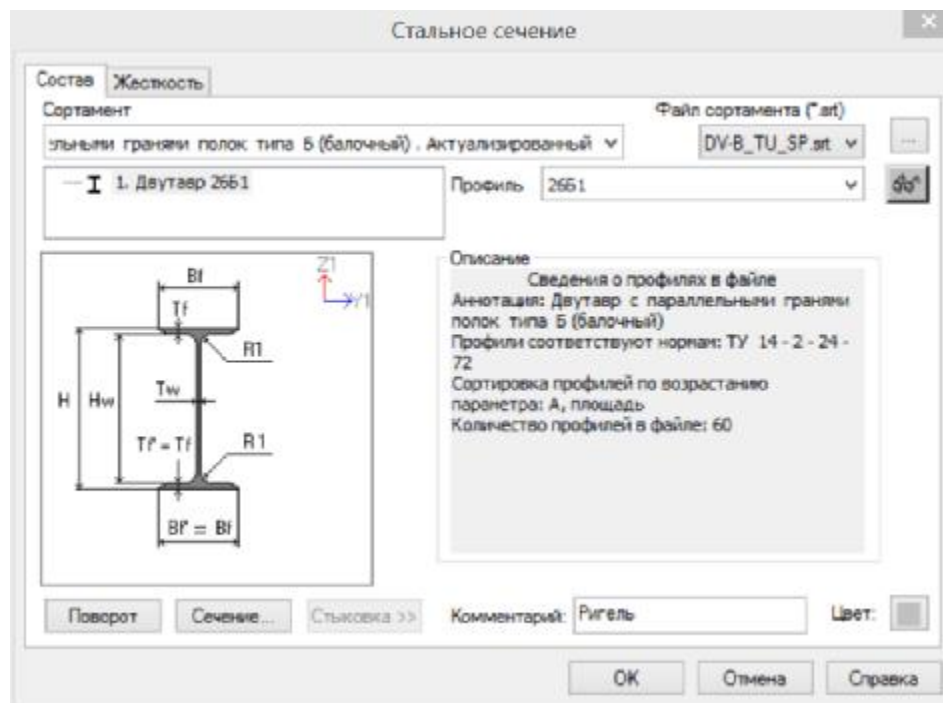 Стальное сечение
Состав Жесткость
Сортамент Файл сортамента (*.srt)
эльными гранями полок типа Б (балочный) . Актуализированный DV-B_TU_SP.srt ...
1. Двутавр 26Б1 Профиль 26Б1
Описание
Сведения о профилях в файле
Аннотация: Двутавр с параллельными гранями
полок типа Б (балочный)
Профили соответствуют нормам: ТУ 14 - 2 - 24 -
72
Сортировка профилей по возрастанию
параметра: A, площадь
Количество профилей в файле: 60
Z1
Y1
Bf
Tf
R1
H Hw Tw
Tf' = Tf R1
Bf' = Bf
Поворот Сечение... Стыковка >> Комментарий: Ригель Цвет:
OK Отмена Справка